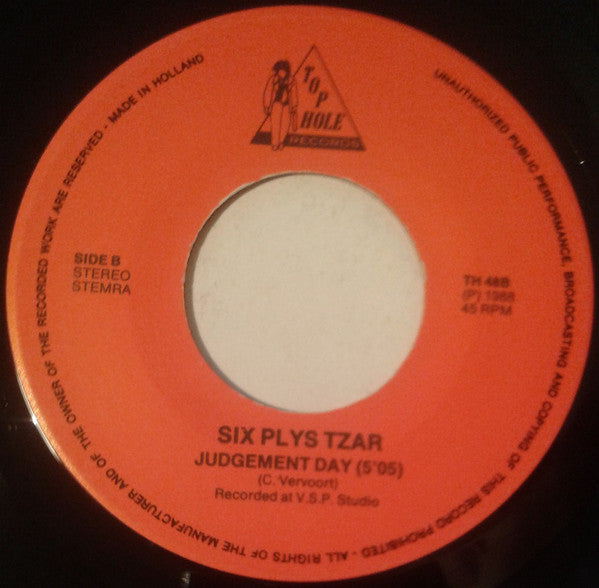 TOP
HOLE
RECORDS
SIDE B
STEREO
STEMRA
TH 48B
(P) 1988
45 RPM
SIX PLYS TZAR
JUDGEMENT DAY (5'05)
(C. Vervoort)
Recorded at V.S.P. Studio
UNAUTHORIZED PUBLIC PERFORMANCE, BROADCASTING AND COPYING OF THIS RECORD PROHIBITED - ALL RIGHTS OF THE MANUFACTURER AND OF THE OWNER OF THE RECORDED WORK ARE RESERVED - MADE IN HOLLAND